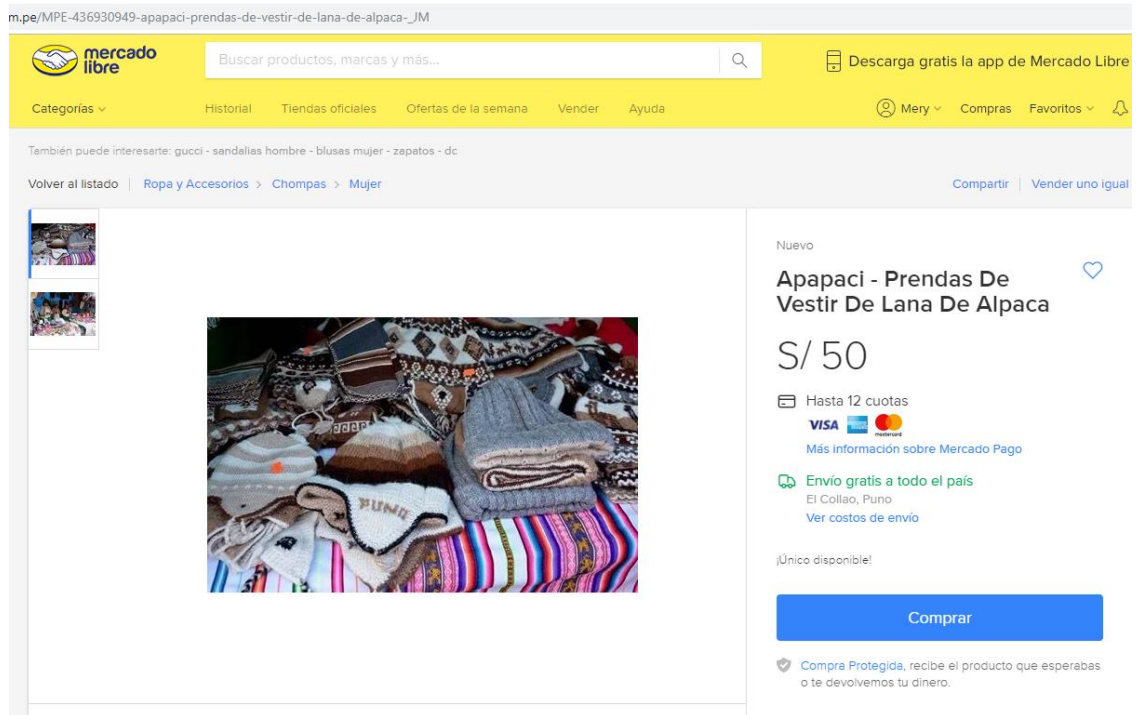 m.pe/MPE-436930949-apapaci-prendas-de-vestir-de-lana-de-alpaca-_JM
mercado
libre
Buscar productos, marcas y más...
Descarga gratis la app de Mercado Libre
Categorías
Historial
Tiendas oficiales
Ofertas de la semana
Vender
Ayuda
Mery
Compras
Favoritos
También puede interesarte: gucci - sandalias hombre - blusas mujer - zapatos - dc
Volver al listado
Ropa y Accesorios > Chompas > Mujer
Compartir
Vender uno igual
Nuevo
Apapaci - Prendas De
Vestir De Lana De Alpaca
S/ 50
Hasta 12 cuotas
VISA
mastercard
Más información sobre Mercado Pago
Envío gratis a todo el país
El Collao, Puno
Ver costos de envío
¡Único disponible!
Comprar
Compra Protegida, recibe el producto que esperabas
o te devolvemos tu dinero.
PUNO